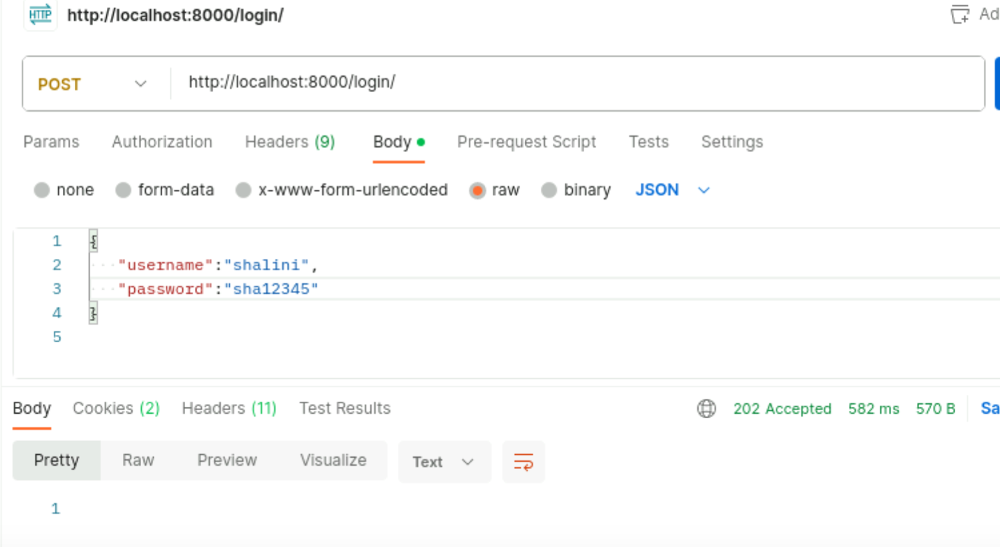 HTTP http://localhost:8000/login/ Ad
POST http://localhost:8000/login/
Params Authorization Headers (9) Body Pre-request Script Tests Settings
none form-data x-www-form-urlencoded raw binary JSON
1 {
2 "username":"shalini",
3 "password":"sha12345"
4 }
5
Body Cookies (2) Headers (11) Test Results 202 Accepted 582 ms 570 B Sa
Pretty Raw Preview Visualize Text
1